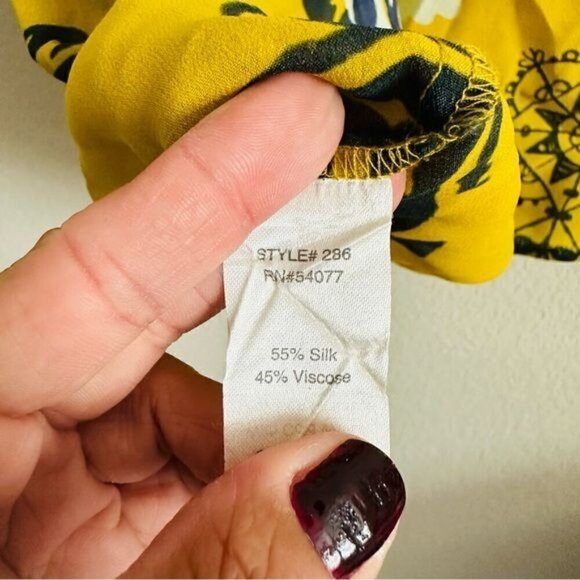 STYLE# 286
RN#54077
55% Silk
45% Viscose